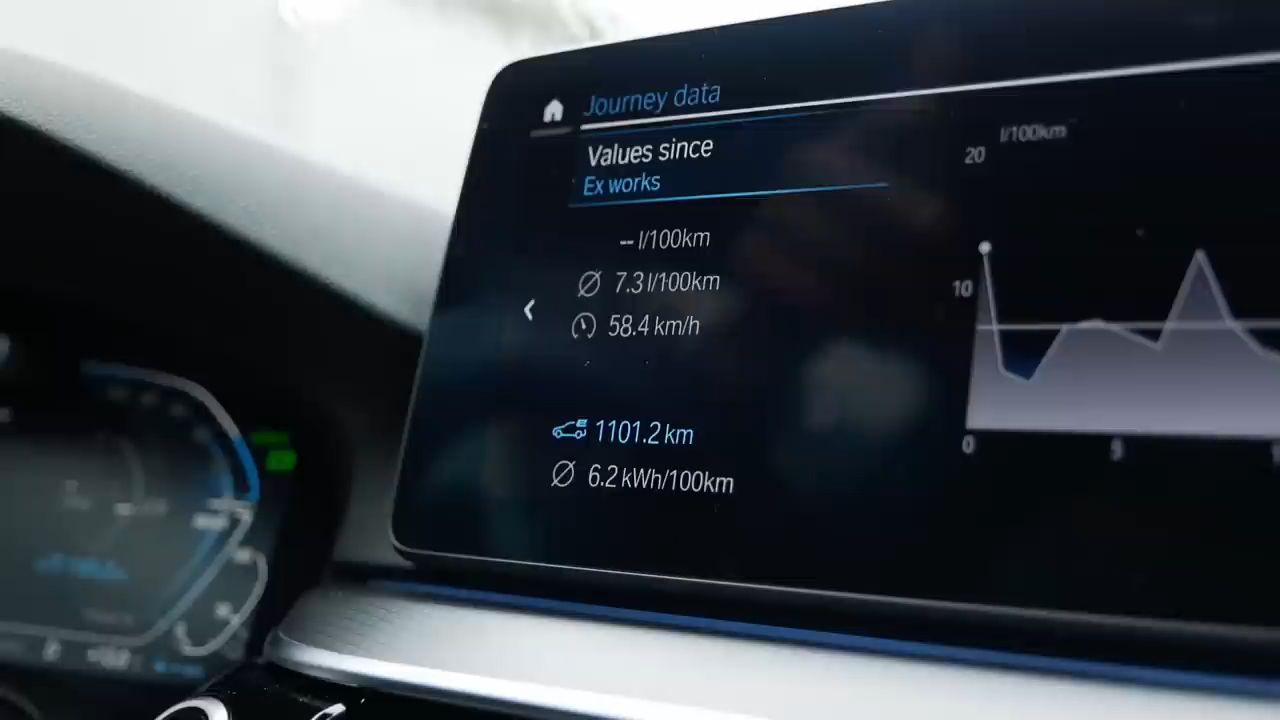 Journey data
Values since
Ex works
-- l/100km
Ø 7.3 l/100km
58.4 km/h
1101.2 km
Ø 6.2 kWh/100km
l/100km
20
10
0
5